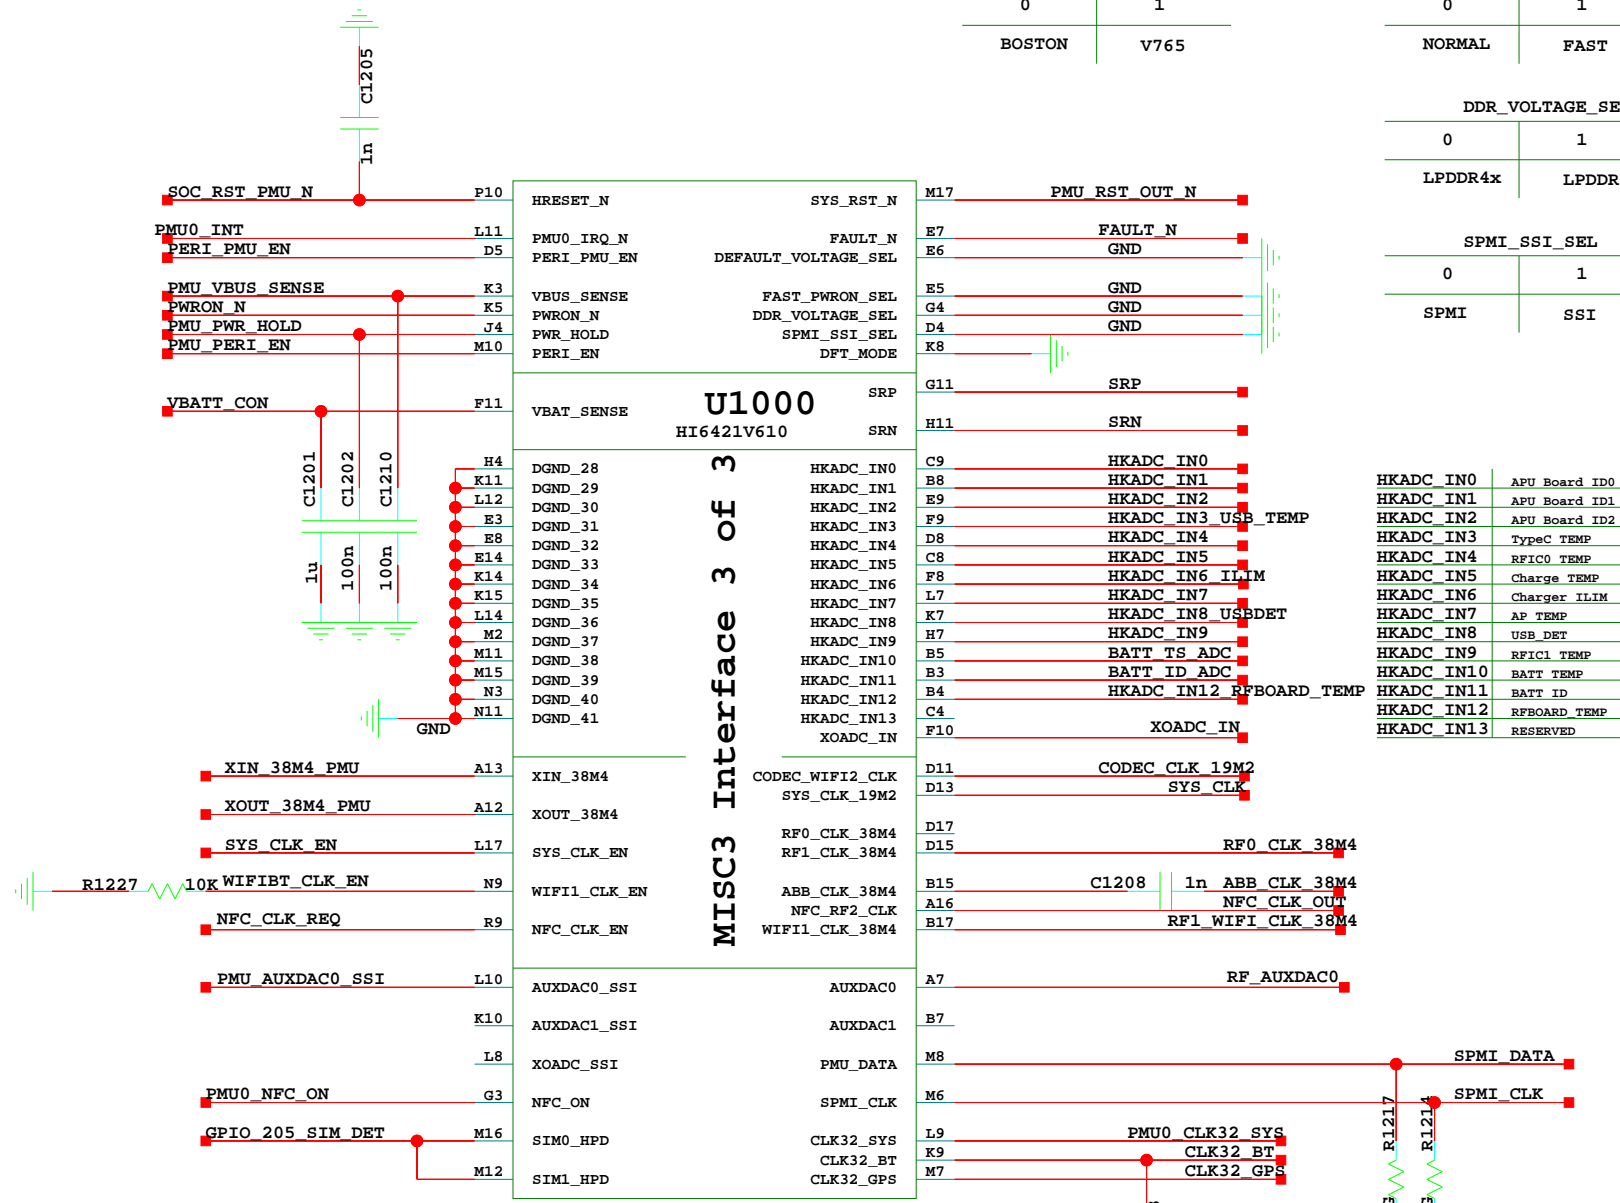 0 1
BOSTON V765
0 1
NORMAL FAST
DDR_VOLTAGE_SE
0 1
LPDDR4x LPDDR
SPMI_SSI_SEL
0 1
SPMI SSI
C1205
1n
SOC_RST_PMU_N P10 HRESET_N SYS_RST_N M17 PMU_RST_OUT_N
PMU0_INT L11 PMU0_IRQ_N FAULT_N E7 FAULT_N
PERI_PMU_EN D5 PERI_PMU_EN DEFAULT_VOLTAGE_SEL E6 GND
PMU_VBUS_SENSE K3 VBUS_SENSE FAST_PWRON_SEL E5 GND
PWRON_N K5 PWRON_N DDR_VOLTAGE_SEL G4 GND
PMU_PWR_HOLD J4 PWR_HOLD SPMI_SSI_SEL D4 GND
PMU_PERI_EN M10 PERI_EN DFT_MODE K8
SRP G11 SRP
VBATT_CON F11 VBAT_SENSE
U1000
HI6421V610
SRN H11 SRN
MISC3 Interface 3 of 3
C1201 C1202 C1210
1u 100n 100n
H4 DGND_28 HKADC_IN0 C9 HKADC_IN0
K11 DGND_29 HKADC_IN1 B8 HKADC_IN1
L12 DGND_30 HKADC_IN2 E9 HKADC_IN2
E3 DGND_31 HKADC_IN3 F9 HKADC_IN3_USB_TEMP
E8 DGND_32 HKADC_IN4 D8 HKADC_IN4
E14 DGND_33 HKADC_IN5 C8 HKADC_IN5
K14 DGND_34 HKADC_IN6 F8 HKADC_IN6_ILIM
K15 DGND_35 HKADC_IN7 L7 HKADC_IN7
L14 DGND_36 HKADC_IN8 K7 HKADC_IN8_USBDET
M2 DGND_37 HKADC_IN9 H7 HKADC_IN9
M11 DGND_38 HKADC_IN10 B5 BATT_TS_ADC
M15 DGND_39 HKADC_IN11 B3 BATT_ID_ADC
N3 DGND_40 HKADC_IN12 B4 HKADC_IN12_RFBOARD_TEMP
GND N11 DGND_41 HKADC_IN13 C4
XOADC_IN F10 XOADC_IN
HKADC_IN0 APU Board ID0
HKADC_IN1 APU Board ID1
HKADC_IN2 APU Board ID2
HKADC_IN3 TypeC TEMP
HKADC_IN4 RFIC0 TEMP
HKADC_IN5 Charge TEMP
HKADC_IN6 Charger ILIM
HKADC_IN7 AP TEMP
HKADC_IN8 USB_DET
HKADC_IN9 RFIC1 TEMP
HKADC_IN10 BATT TEMP
HKADC_IN11 BATT ID
HKADC_IN12 RFBOARD_TEMP
HKADC_IN13 RESERVED
XIN_38M4_PMU A13 XIN_38M4 CODEC_WIFI2_CLK D11 CODEC_CLK_19M2
SYS_CLK_19M2 D13 SYS_CLK
XOUT_38M4_PMU A12 XOUT_38M4
RF0_CLK_38M4 D17
SYS_CLK_EN L17 SYS_CLK_EN RF1_CLK_38M4 D15 RF0_CLK_38M4
R1227 10K WIFIBT_CLK_EN N9 WIFI1_CLK_EN ABB_CLK_38M4 B15 C1208 1n ABB_CLK_38M4
NFC_RF2_CLK A16 NFC_CLK_OUT
NFC_CLK_REQ R9 NFC_CLK_EN WIFI1_CLK_38M4 B17 RF1_WIFI_CLK_38M4
PMU_AUXDAC0_SSI L10 AUXDAC0_SSI AUXDAC0 A7 RF_AUXDAC0
K10 AUXDAC1_SSI AUXDAC1 B7
L8 XOADC_SSI PMU_DATA M8 SPMI_DATA
PMU0_NFC_ON G3 NFC_ON SPMI_CLK M6 SPMI_CLK
R1217 R1214
GPIO_205_SIM_DET M16 SIM0_HPD CLK32_SYS L9 PMU0_CLK32_SYS
CLK32_BT K9 CLK32_BT
M12 SIM1_HPD CLK32_GPS M7 CLK32_GPS